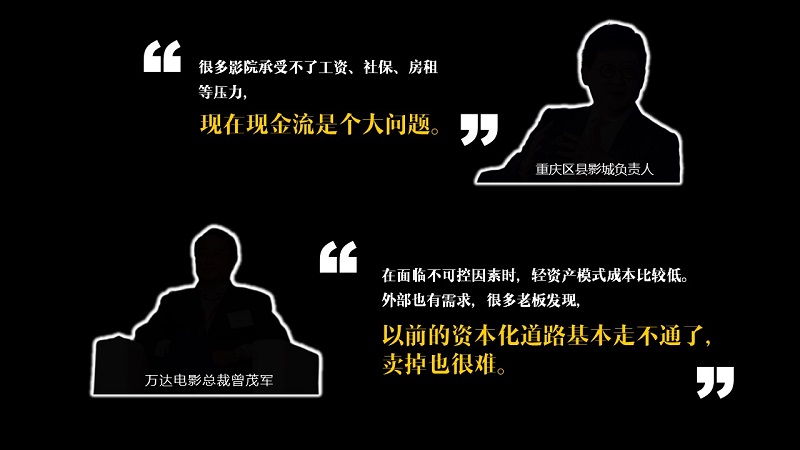 很多影院承受不了工资、社保、房租
等压力，
现在现金流是个大问题。
重庆区县影城负责人
在面临不可控因素时，轻资产模式成本比较低。
外部也有需求，很多老板发现，
以前的资本化道路基本走不通了，
卖掉也很难。
万达电影总裁曾茂军